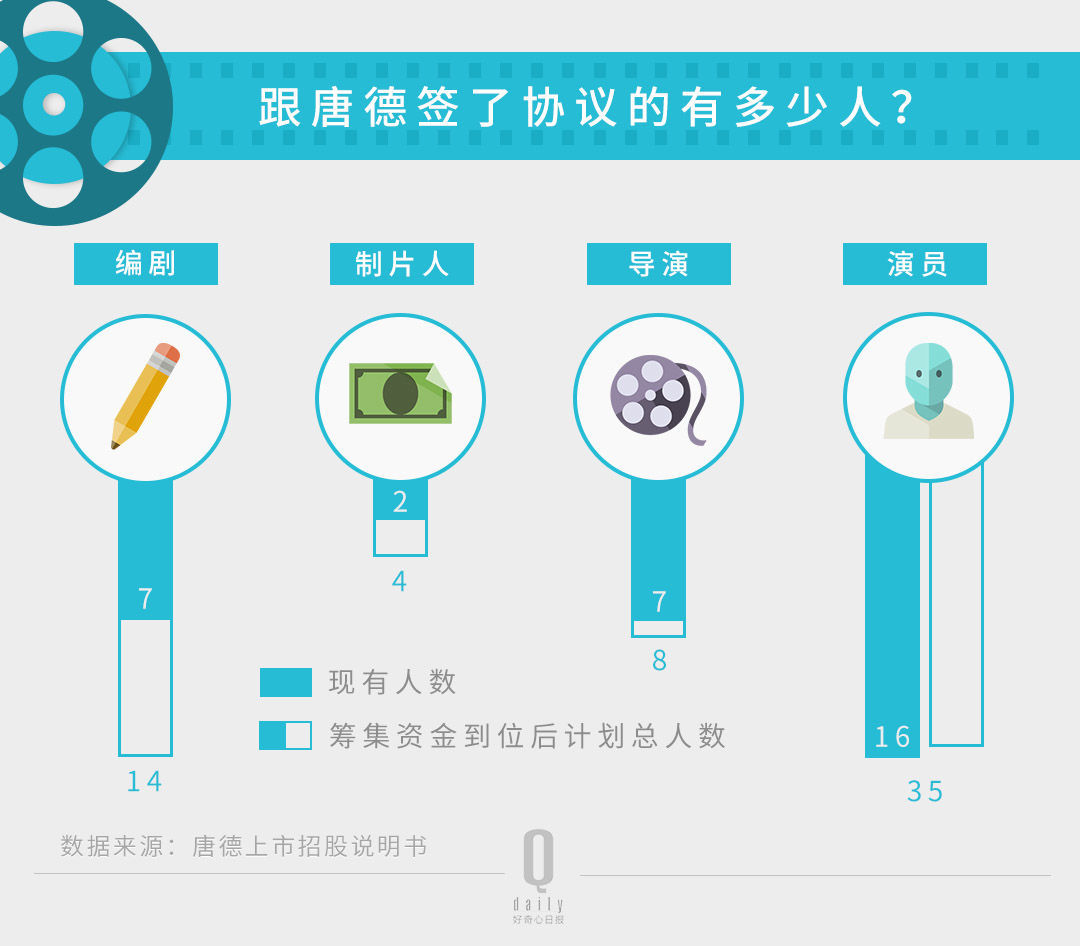 跟唐德签了协议的有多少人？
编剧
制片人
导演
演员
7
14
2
4
7
8
16
35
现有人数
筹集资金到位后计划总人数
数据来源：唐德上市招股说明书
Q
daily
好奇心日报